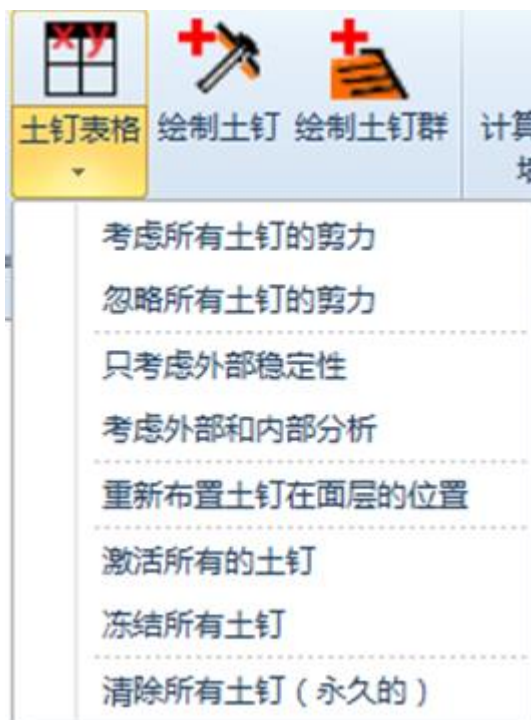 x y
土钉表格
绘制土钉
绘制土钉群
计算
考虑所有土钉的剪力
忽略所有土钉的剪力
只考虑外部稳定性
考虑外部和内部分析
重新布置土钉在面层的位置
激活所有的土钉
冻结所有土钉
清除所有土钉（永久的）